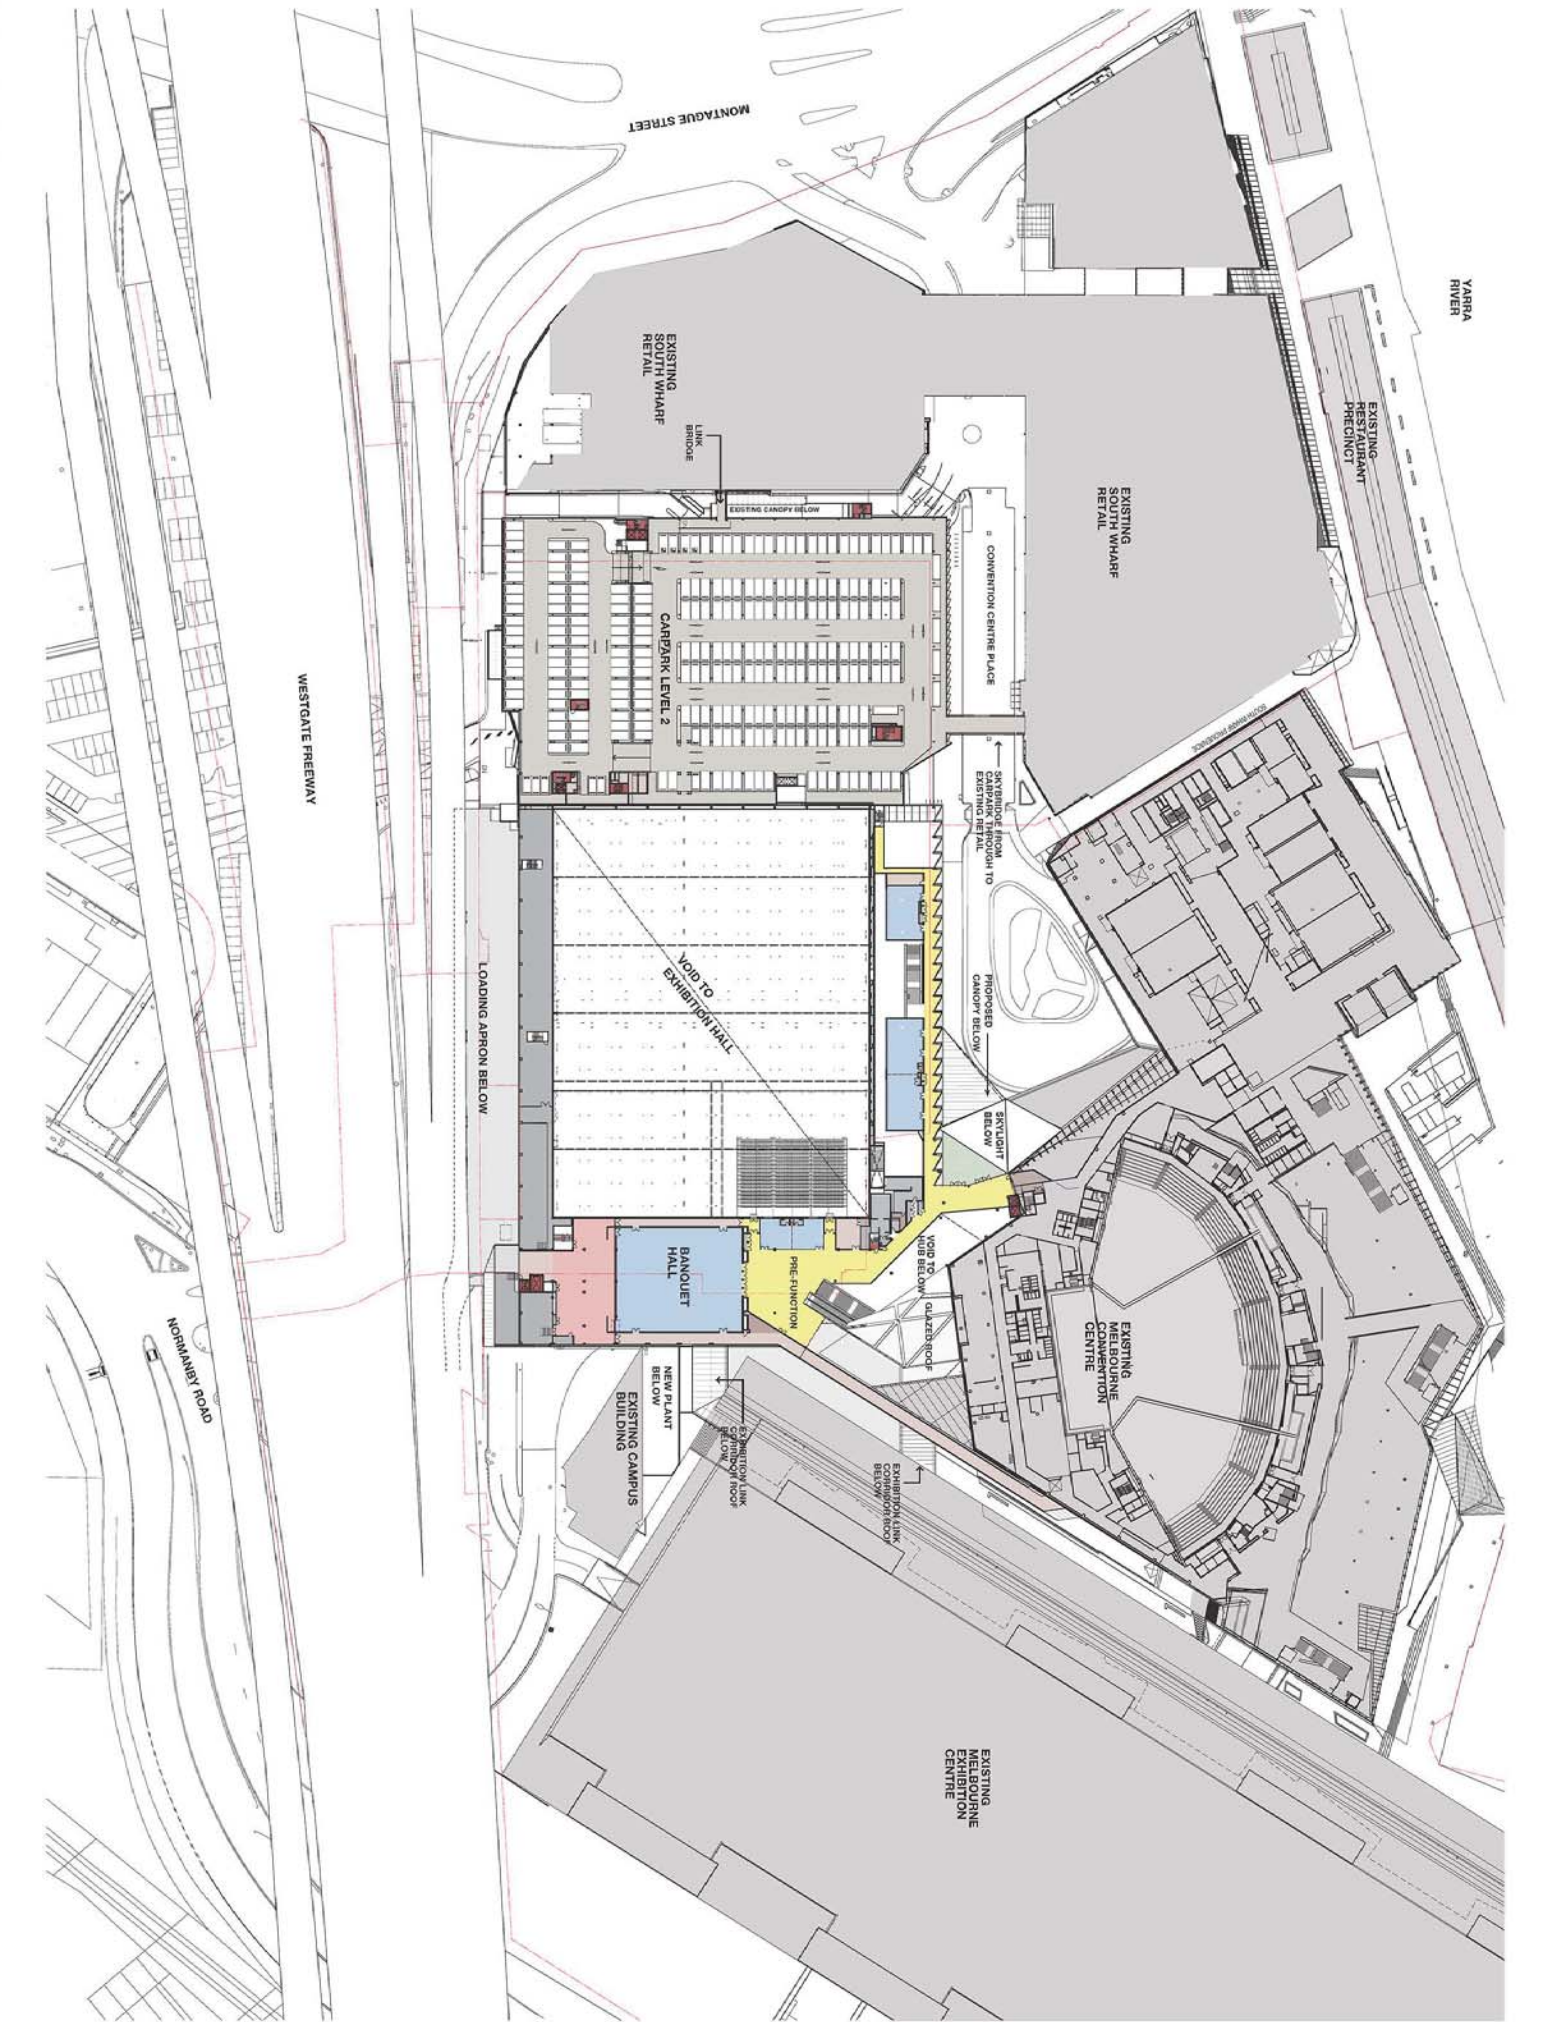 YARRA
RIVER
MONTAGUE STREET
EXISTING
RESTAURANT
PRECINCT
EXISTING
SOUTH WHARF
RETAIL
EXISTING
SOUTH WHARF
RETAIL
LINK
BRIDGE
EXISTING CANOPY BELOW
CONVENTION CENTRE PLACE
CARPARK LEVEL 2
SOUTH WHARF PROMENADE
SKYBRIDGE FROM
CARPARK THROUGH TO
EXISTING RETAIL
WESTGATE FREEWAY
PROPOSED
CANOPY BELOW
VOID TO
EXHIBITION HALL
LOADING APRON BELOW
SKYLIGHT
BELOW
VOID TO
HUB BELOW
GLAZED ROOF
BANQUET
HALL
PRE-FUNCTION
EXISTING
MELBOURNE
CONVENTION
CENTRE
NORMANBY ROAD
NEW PLANT
BELOW
EXISTING CAMPUS
BUILDING
EXHIBITION LINK
CORRIDOR ROOF
BELOW
EXHIBITION LINK
CORRIDOR ROOF
BELOW
EXISTING
MELBOURNE
EXHIBITION
CENTRE